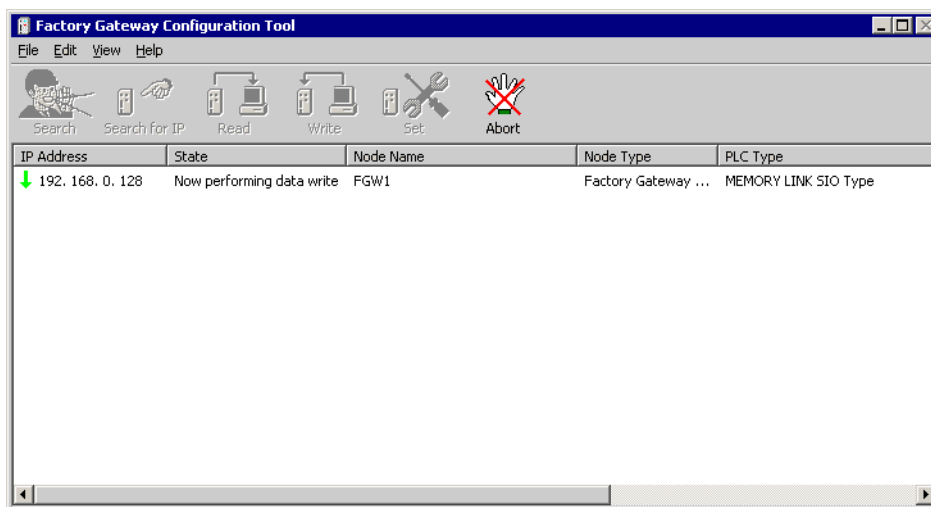 Factory Gateway Configuration Tool
File Edit View Help
Search Search for IP Read Write Set Abort
IP Address State Node Name Node Type PLC Type
192. 168. 0. 128 Now performing data write FGW1 Factory Gateway ... MEMORY LINK SIO Type